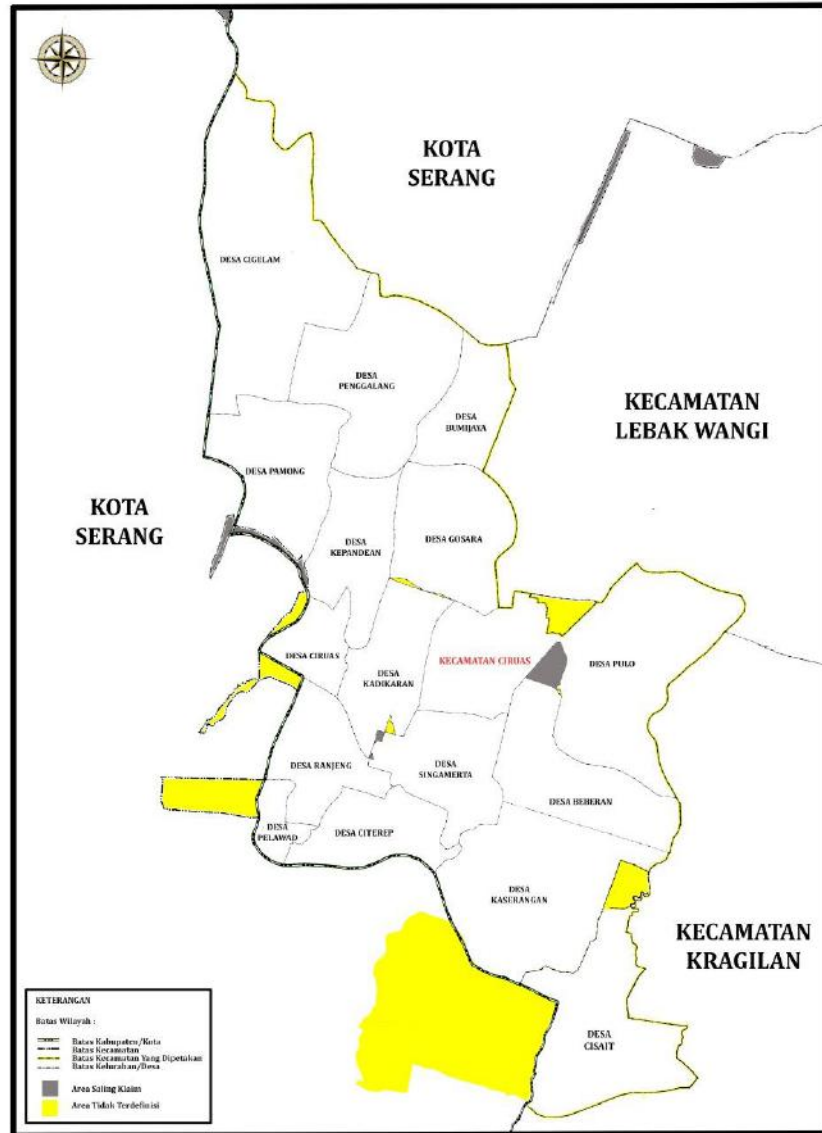 KOTA
SERANG
DESA CIGELAM
DESA
PENGGALANG
KECAMATAN
LEBAK WANGI
DESA
BUMIJAYA
DESA PAMONG
KOTA
SERANG
DESA
KEPANDEAN
DESA GOSARA
DESA CIRUAS
DESA
KADIKARAN
KECAMATAN CIRUAS
DESA PULO
DESA RANJENG
DESA
SINGAMERTA
DESA BEBERAN
DESA
PELAWAD
DESA CITEREP
DESA
KASERANGAN
KECAMATAN
KRAGILAN
DESA
CISAIT
KETERANGAN
Batas Wilayah :
Batas Kabupaten/Kota
Batas Kecamatan
Batas Kecamatan Yang Dipetakan
Batas Kelurahan/Desa
Area Saling Klaim
Area Tidak Terdefinisi